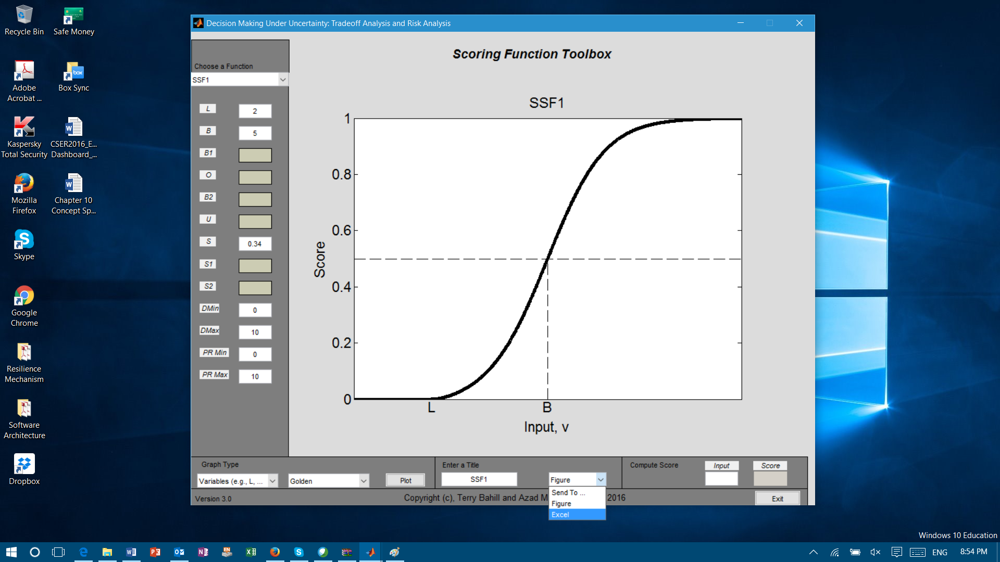 Recycle Bin
Safe Money
Adobe
Acrobat ...
Box Sync
box
Kaspersky
Total Security
CSER2016_E...
Dashboard_...
Mozilla
Firefox
Chapter 10
Concept Sp...
Skype
Google
Chrome
Resilience
Mechanism
Software
Architecture
Dropbox
Decision Making Under Uncertainty: Tradeoff Analysis and Risk Analysis
Scoring Function Toolbox
Choose a Function
SSF1
L 2
B 5
B1
O
B2
U
S 0.34
S1
S2
DMin 0
DMax 10
PR Min 0
PR Max 10
SSF1
1
0.8
0.6
0.4
0.2
0
Score
L B
Input, v
Graph Type
Variables (e.g., L, ...
Golden
Plot
Enter a Title
SSF1
Figure
Send To ...
Figure
Excel
Compute Score
Input
Score
Version 3.0
Copyright (c), Terry Bahill and Azad M 2016
Exit
Windows 10 Education
ENG
8:54 PM